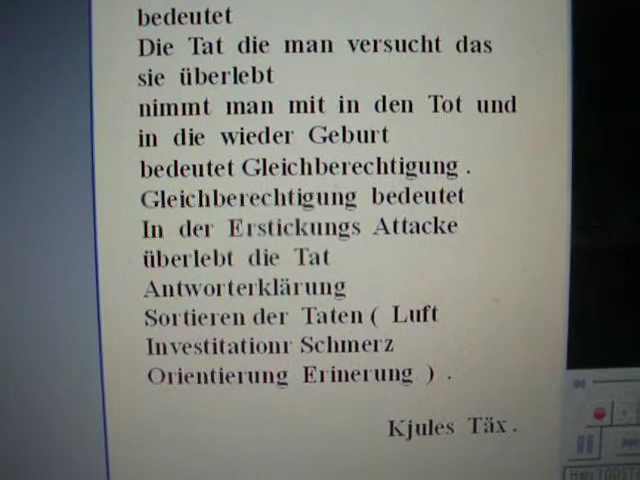 bedeutet
Die Tat die man versucht das
sie überlebt
nimmt man mit in den Tot und
in die wieder Geburt
bedeutet Gleichberechtigung .
Gleichberechtigung bedeutet
In der Erstickungs Attacke
überlebt die Tat
Antworterklärung
Sortieren der Taten ( Luft
Investitationr Schmerz
Orientierung Erinerung ) .
Kjules Täx .